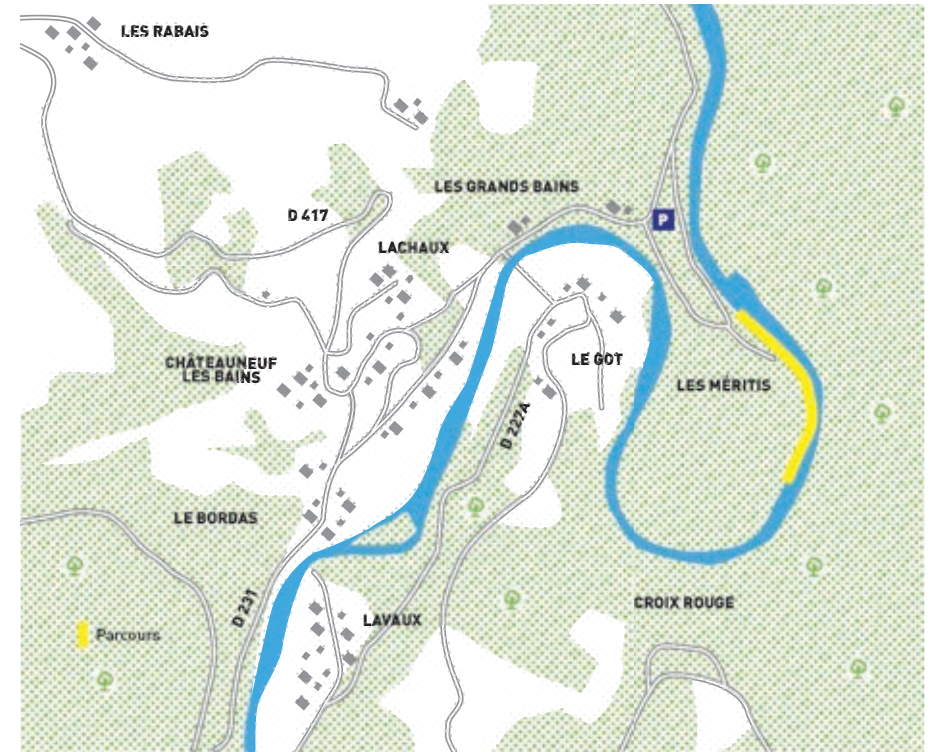 LES RABAIS
LES GRANDS BAINS
D 417
P
LACHAUX
CHÂTEAUNEUF
LES BAINS
LE GOT
LES MÉRITIS
D 227A
LE BORDAS
D 231
LAVAUX
CROIX ROUGE
Parcours